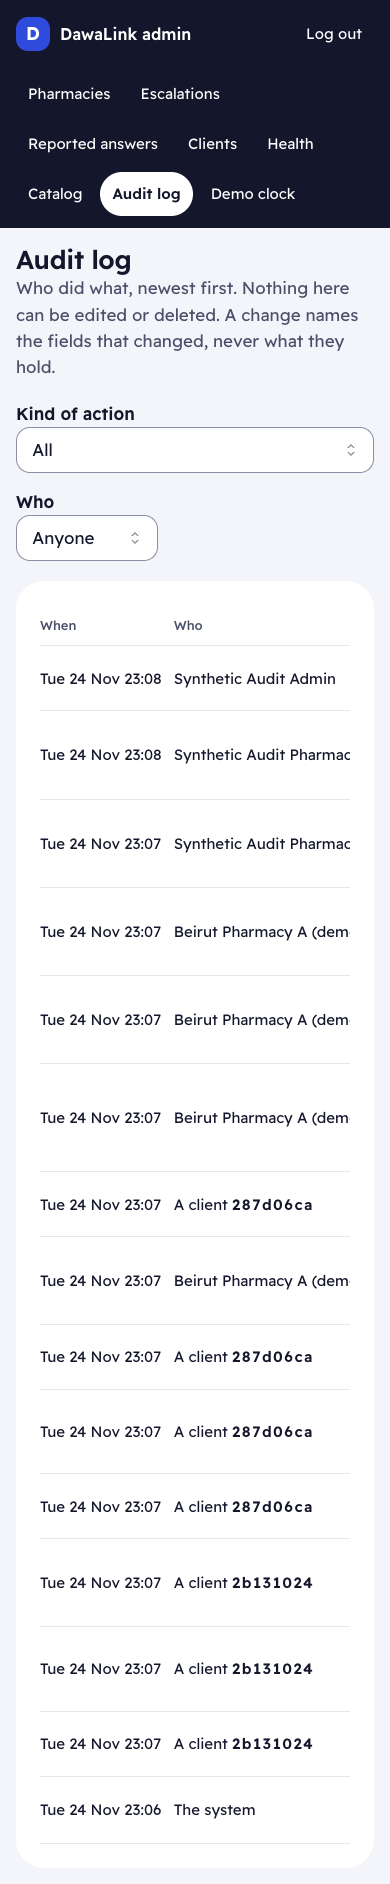 D DawaLink admin Log out
Pharmacies Escalations
Reported answers Clients Health
Catalog Audit log Demo clock
Audit log
Who did what, newest first. Nothing here
can be edited or deleted. A change names
the fields that changed, never what they
hold.
Kind of action
All
Who
Anyone
When Who
Tue 24 Nov 23:08 Synthetic Audit Admin
Tue 24 Nov 23:08 Synthetic Audit
Tue 24 Nov 23:07 Synthetic Audit
Tue 24 Nov 23:07 Beirut Pharmacy A
Tue 24 Nov 23:07 Beirut Pharmacy A
Tue 24 Nov 23:07 Beirut Pharmacy A
Tue 24 Nov 23:07 A client 287d06ca
Tue 24 Nov 23:07 Beirut Pharmacy A
Tue 24 Nov 23:07 A client 287d06ca
Tue 24 Nov 23:07 A client 287d06ca
Tue 24 Nov 23:07 A client 287d06ca
Tue 24 Nov 23:07 A client 2b131024
Tue 24 Nov 23:07 A client 2b131024
Tue 24 Nov 23:07 A client 2b131024
Tue 24 Nov 23:06 The system